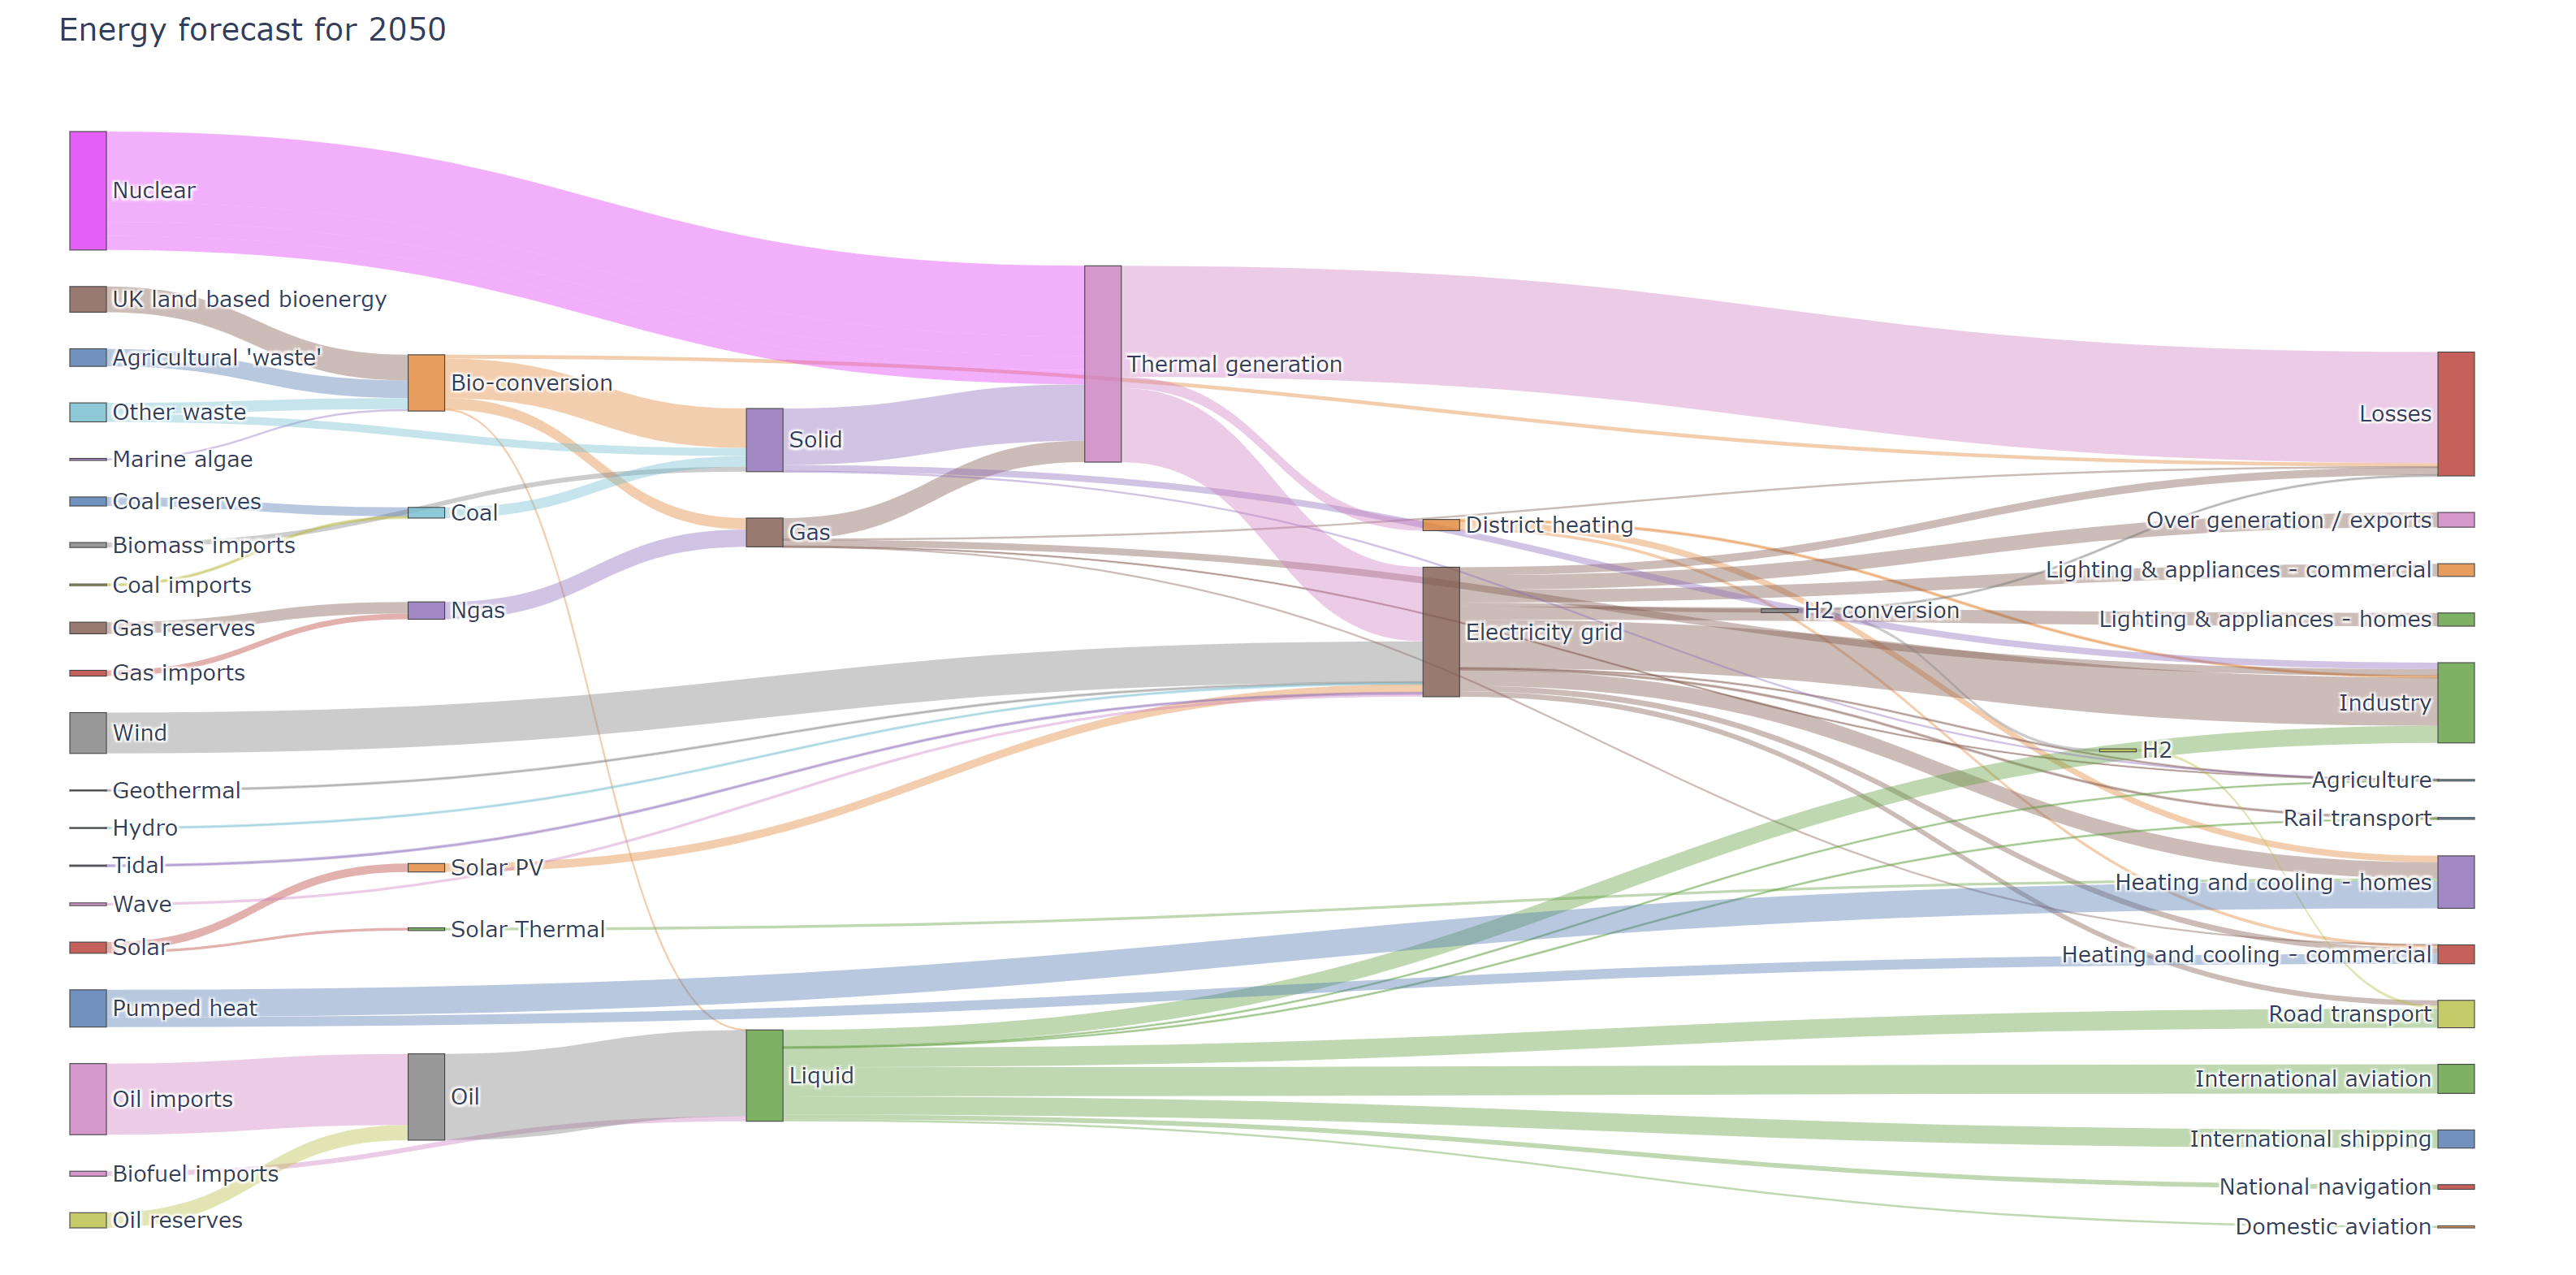 Energy forecast for 2050
Nuclear
UK land based bioenergy
Agricultural 'waste'
Other waste
Marine algae
Coal reserves
Biomass imports
Coal imports
Gas reserves
Gas imports
Wind
Geothermal
Hydro
Tidal
Wave
Solar
Pumped heat
Oil imports
Biofuel imports
Oil reserves
Bio-conversion
Coal
Ngas
Solar PV
Solar Thermal
Oil
Solid
Gas
Liquid
Thermal generation
District heating
Electricity grid
H2 conversion
H2
Losses
Over generation / exports
Lighting & appliances - commercial
Lighting & appliances - homes
Industry
Agriculture
Rail transport
Heating and cooling - homes
Heating and cooling - commercial
Road transport
International aviation
International shipping
National navigation
Domestic aviation